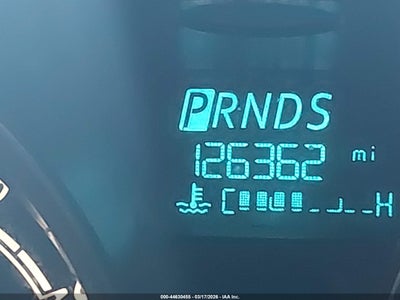 PRNDS
126362 mi
C H
000-44630455 - 03/17/2026 - IAA Inc.